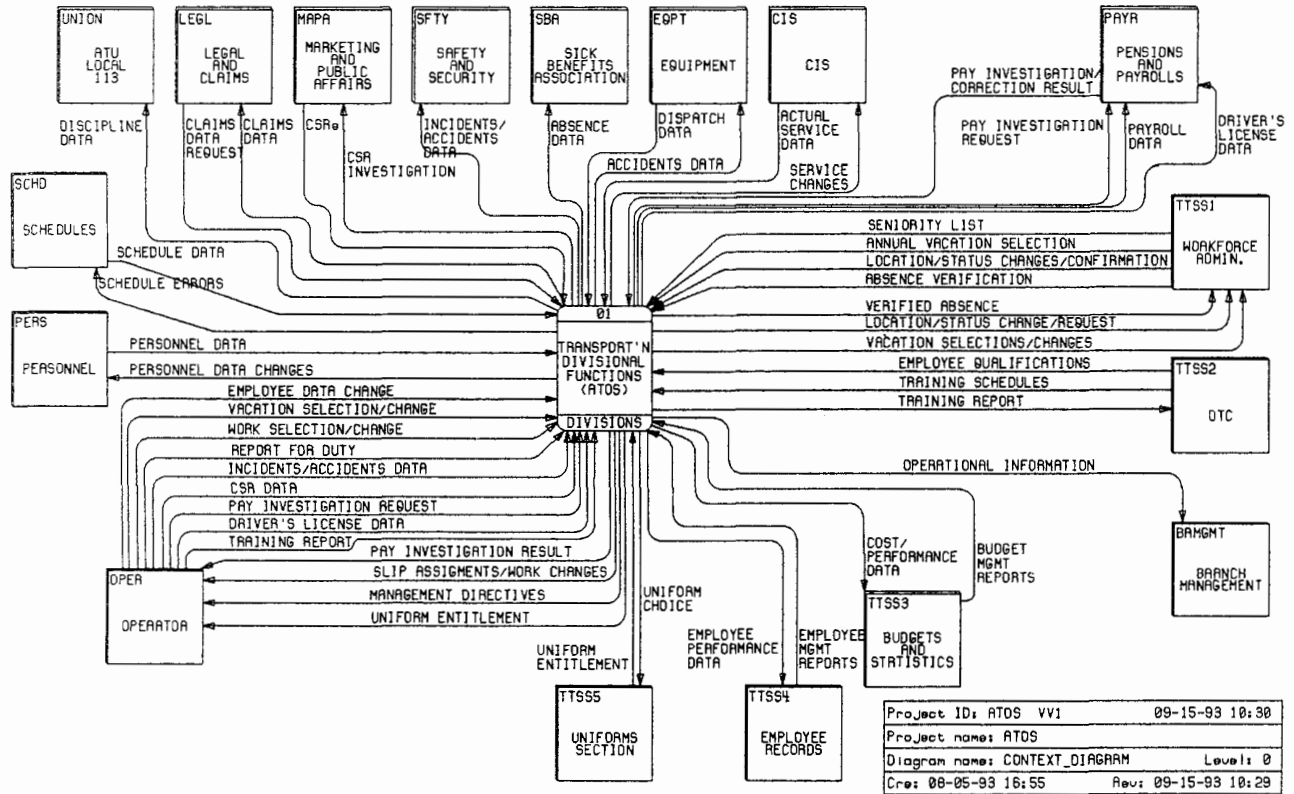 UNION
ATU
LOCAL
113
LEGL
LEGAL
AND
CLAIMS
MAPA
MARKETING
AND
PUBLIC
AFFAIRS
SFTY
SAFETY
AND
SECURITY
SBA
SICK
BENEFITS
ASSOCIATION
EQPT
EQUIPMENT
CIS
CIS
PAYR
PENSIONS
AND
PAYROLLS
DISCIPLINE
DATA
CLAIMS
DATA
REQUEST
CLAIMS
DATA
CSRs
CSR
INVESTIGATION
INCIDENTS/
ACCIDENTS
DATA
ABSENCE
DATA
DISPATCH
DATA
ACCIDENTS DATA
ACTUAL
SERVICE
DATA
SERVICE
CHANGES
PAY INVESTIGATION/
CORRECTION RESULT
PAY INVESTIGATION
REQUEST
PAYROLL
DATA
DRIVER'S
LICENSE
DATA
SCHD
SCHEDULES
SCHEDULE DATA
SCHEDULE ERRORS
PERS
PERSONNEL
PERSONNEL DATA
PERSONNEL DATA CHANGES
01
TRANSPORT'N
DIVISIONAL
FUNCTIONS
(ATOS)
DIVISIONS
SENIORITY LIST
ANNUAL VACATION SELECTION
LOCATION/STATUS CHANGES/CONFIRMATION
ABSENCE VERIFICATION
VERIFIED ABSENCE
LOCATION/STATUS CHANGE/REQUEST
VACATION SELECTIONS/CHANGES
TTSS1
WORKFORCE
ADMIN.
EMPLOYEE QUALIFICATIONS
TRAINING SCHEDULES
TRAINING REPORT
TTSS2
OTC
OPERATIONAL INFORMATION
BRMGMT
BRANCH
MANAGEMENT
EMPLOYEE DATA CHANGE
VACATION SELECTION/CHANGE
WORK SELECTION/CHANGE
REPORT FOR DUTY
INCIDENTS/ACCIDENTS DATA
CSR DATA
PAY INVESTIGATION REQUEST
DRIVER'S LICENSE DATA
TRAINING REPORT
PAY INVESTIGATION RESULT
SLIP ASSIGMENTS/WORK CHANGES
MANAGEMENT DIRECTIVES
UNIFORM ENTITLEMENT
OPER
OPERATOR
UNIFORM
ENTITLEMENT
UNIFORM
CHOICE
TTSS5
UNIFORMS
SECTION
EMPLOYEE
PERFORMANCE
DATA
EMPLOYEE
MGMT
REPORTS
TTSS4
EMPLOYEE
RECORDS
COST/
PERFORMANCE
DATA
BUDGET
MGMT
REPORTS
TTSS3
BUDGETS
AND
STATISTICS
Project ID: ATOS VV1 09-15-93 10:30
Project name: ATOS
Diagram name: CONTEXT_DIAGRAM Level: 0
Cre: 08-05-93 16:55 Rev: 09-15-93 10:29